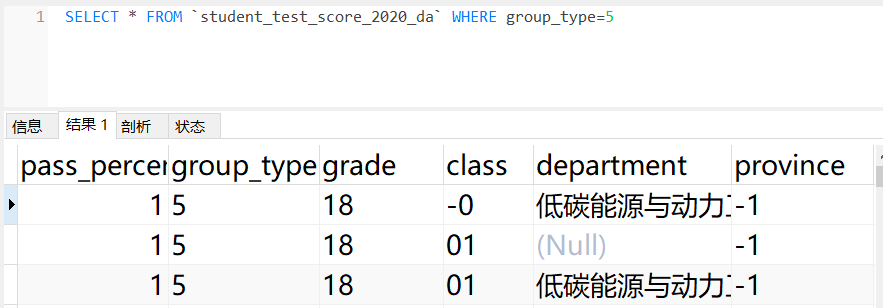 1 SELECT * FROM `student_test_score_2020_da` WHERE group_type=5
信息 结果 1 剖析 状态
pass_percer group_type grade class department province
1 5 18 -0 低碳能源与动力 -1
1 5 18 01 (Null) -1
1 5 18 01 低碳能源与动力 -1